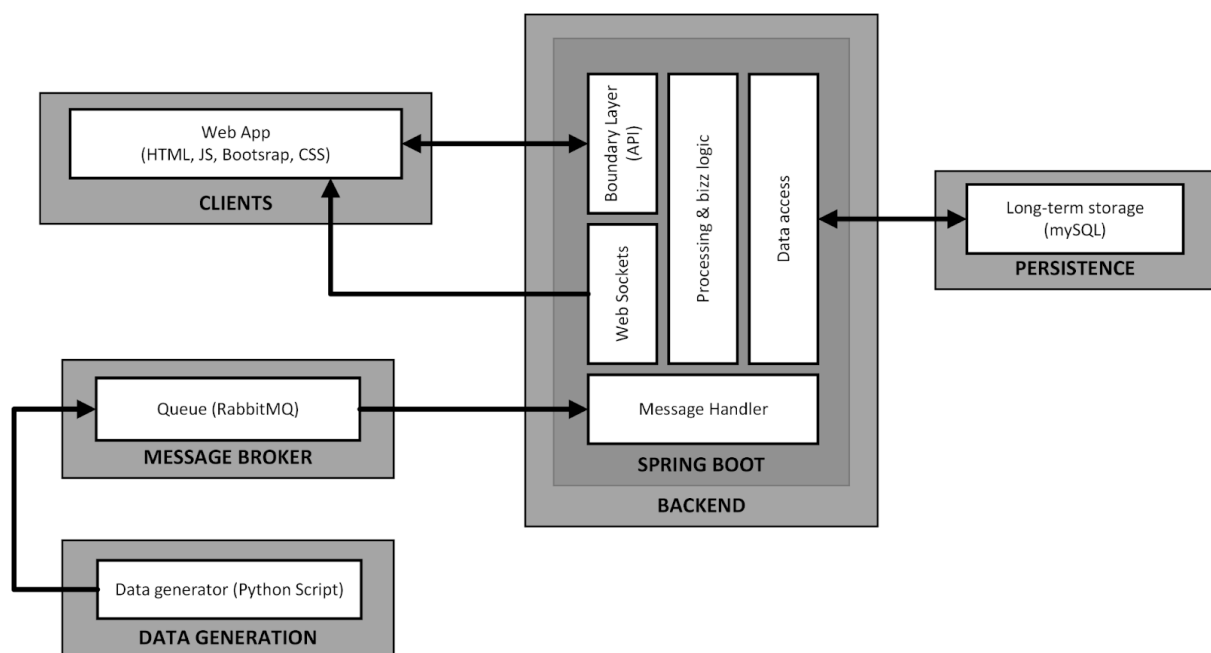 Web App
(HTML, JS, Bootsrap, CSS)
CLIENTS
Boundary Layer
(API)
Web Sockets
Processing & bizz logic
Data access
Message Handler
SPRING BOOT
BACKEND
Long-term storage
(mySQL)
PERSISTENCE
Queue (RabbitMQ)
MESSAGE BROKER
Data generator (Python Script)
DATA GENERATION